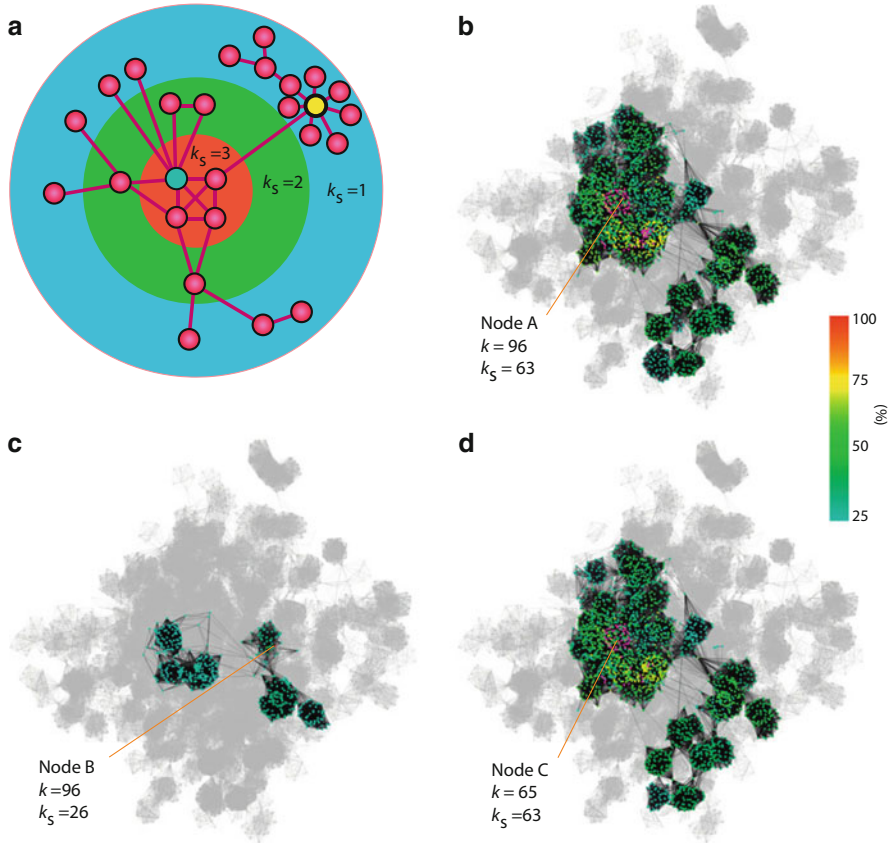 a
k_s =3
k_s =2
k_s =1
b
Node A
k = 96
k_s = 63
100
75
50
25
(%)
c
Node B
k =96
k_s =26
d
Node C
k = 65
k_s =63